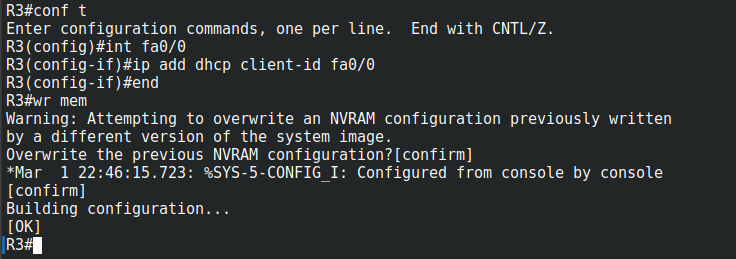 R3#conf t
Enter configuration commands, one per line.  End with CNTL/Z.
R3(config)#int fa0/0
R3(config-if)#ip add dhcp client-id fa0/0
R3(config-if)#end
R3#wr mem
Warning: Attempting to overwrite an NVRAM configuration previously written
by a different version of the system image.
Overwrite the previous NVRAM configuration?[confirm]
*Mar  1 22:46:15.723: %SYS-5-CONFIG_I: Configured from console by console
[confirm]
Building configuration...
[OK]
R3#